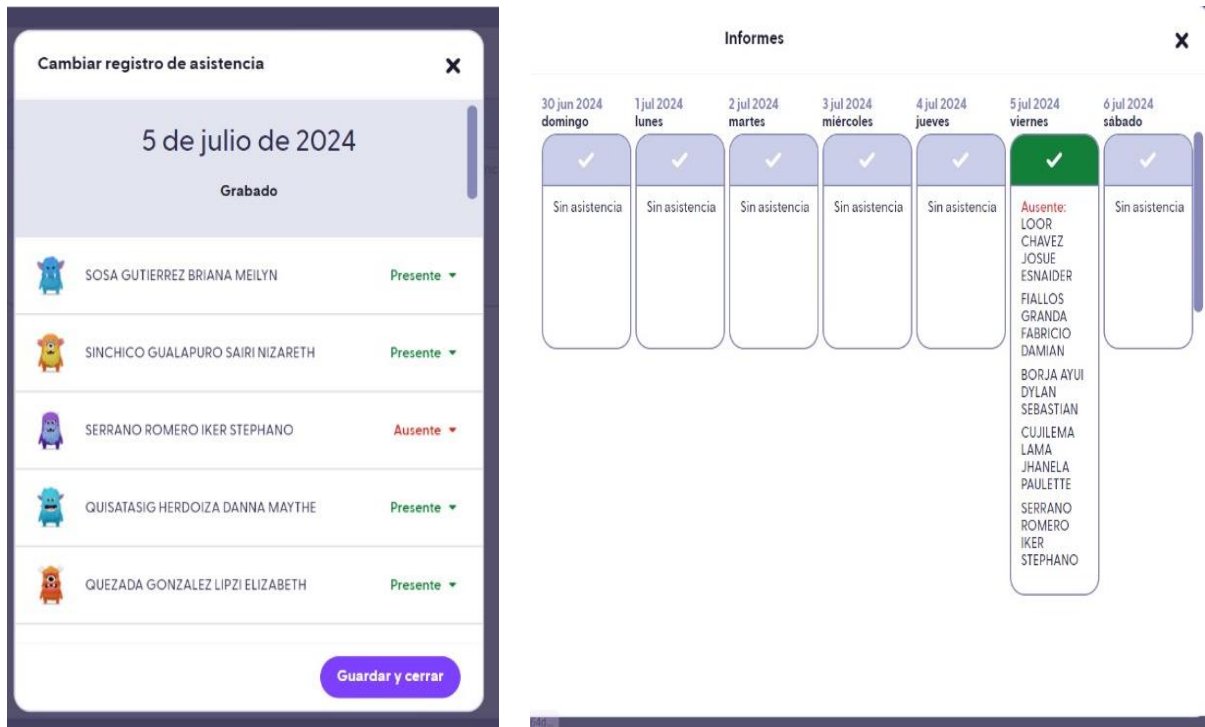 Cambiar registro de asistencia
5 de julio de 2024
Grabado
SOSA GUTIERREZ BRIANA MEILYN Presente
SINCHICO GUALAPURO SAIRI NIZARETH Presente
SERRANO ROMERO IKER STEPHANO Ausente
QUISATASIG HERDOIZA DANNA MAYTHE Presente
QUEZADA GONZALEZ LIPZI ELIZABETH Presente
Guardar y cerrar
Informes
30 jun 2024 1 jul 2024 2 jul 2024 3 jul 2024 4 jul 2024 5 jul 2024 6 jul 2024
domingo lunes martes miércoles jueves viernes sábado
Sin asistencia Sin asistencia Sin asistencia Sin asistencia Sin asistencia Ausente: Sin asistencia
LOOR
CHAVEZ
JOSUE
ESNAIDER
FIALLOS
GRANDA
FABRICIO
DAMIAN
BORJA AYUI
DYLAN
SEBASTIAN
CUJILEMA
LAMA
JHANELA
PAULETTE
SERRANO
ROMERO
IKER
STEPHANO